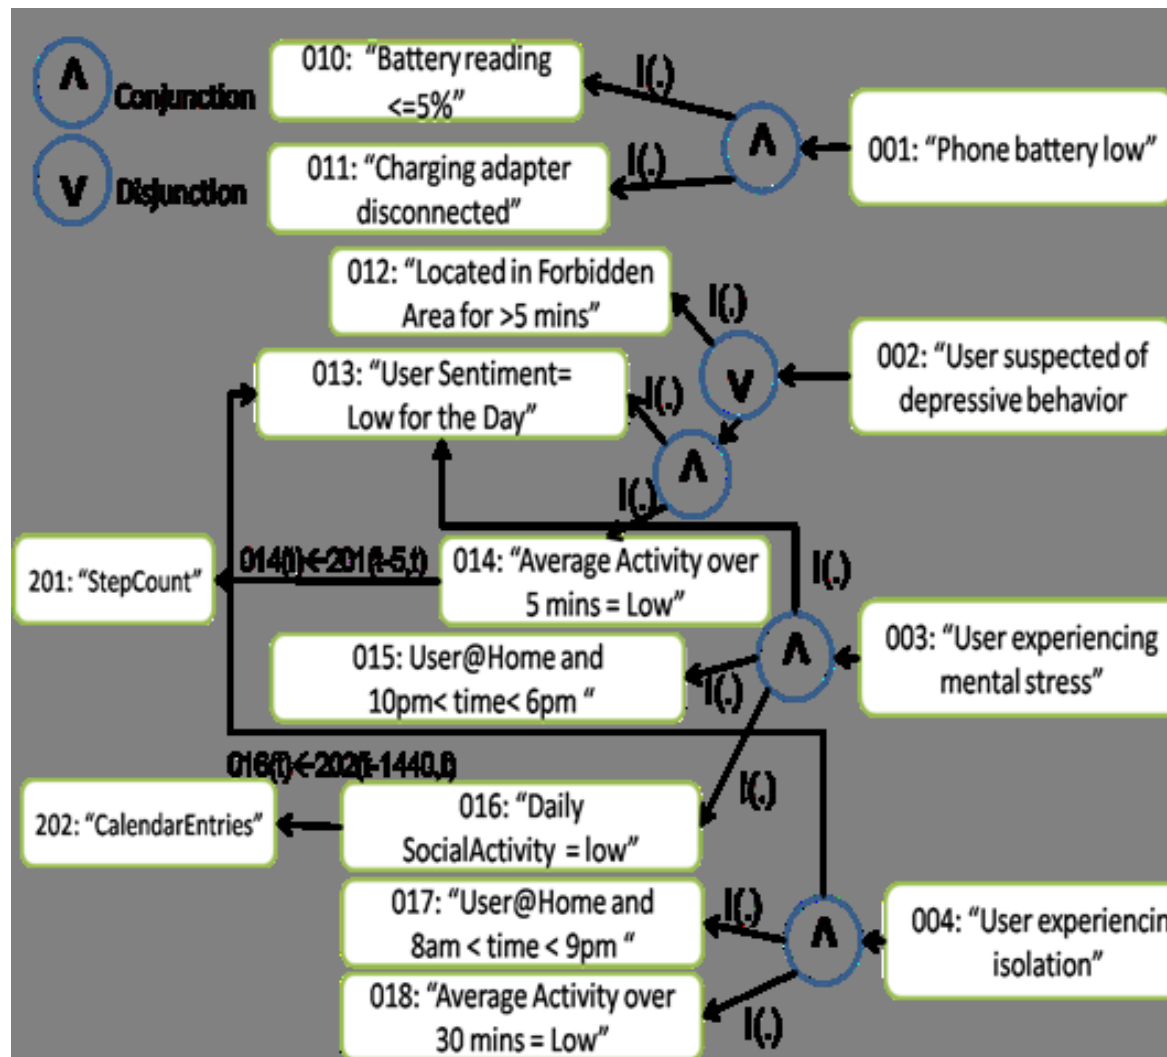 Λ
Conjunction
V
Disjunction
010: “Battery reading
<=5%”
I(.)
Λ
001: “Phone battery low”
011: “Charging adapter
disconnected”
I(.)
012: “Located in Forbidden
Area for >5 mins”
I(.)
V
002: “User suspected of
depressive behavior
013: “User Sentiment=
Low for the Day”
I(.)
Λ
I(.)
201: “StepCount”
014(t)←201(t-5,t)
014: “Average Activity over
5 mins = Low”
I(.)
015: User@Home and
10pm< time< 6pm “
I(.)
Λ
003: “User experiencing
mental stress”
016(t)←202(t-1440,t)
202: “CalendarEntries”
016: “Daily
SocialActivity = low”
I(.)
017: “User@Home and
8am < time < 9pm “
I(.)
Λ
004: “User experiencin
isolation”
018: “Average Activity over
30 mins = Low”
I(.)